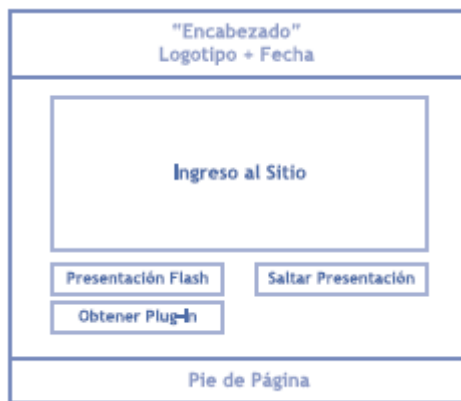 "Encabezado"
Logotipo + Fecha
Ingreso al Sitio
Presentación Flash
Saltar Presentación
Obtener Plug-In
Pie de Página